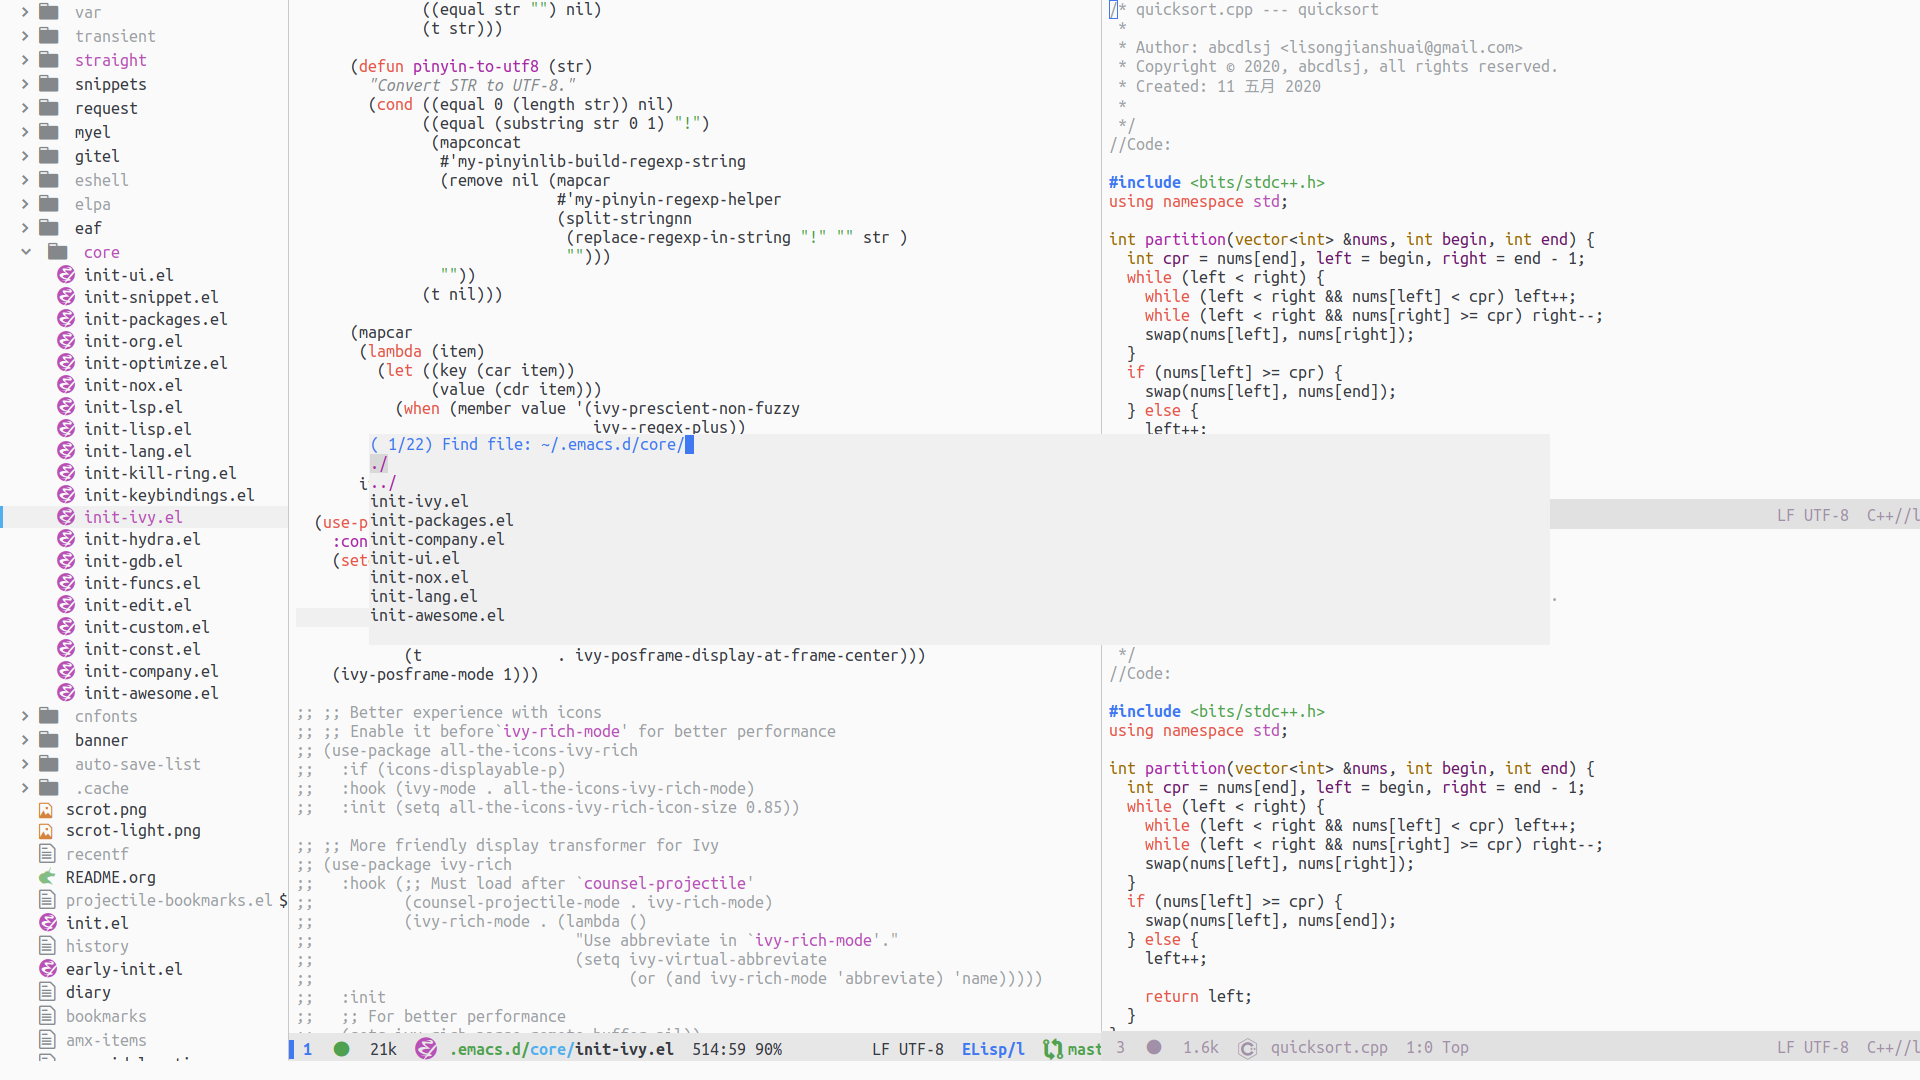 var
transient
straight
snippets
request
myel
gitel
eshell
elpa
eaf
core
init-ui.el
init-snippet.el
init-packages.el
init-org.el
init-optimize.el
init-nox.el
init-lsp.el
init-lisp.el
init-lang.el
init-kill-ring.el
init-keybindings.el
init-ivy.el
init-hydra.el
init-gdb.el
init-funcs.el
init-edit.el
init-custom.el
init-const.el
init-company.el
init-awesome.el
cnfonts
banner
auto-save-list
.cache
scrot.png
scrot-light.png
recentf
README.org
projectile-bookmarks.el $
init.el
history
early-init.el
diary
bookmarks
amx-items
((equal str "") nil)
(t str)))
(defun pinyin-to-utf8 (str)
"Convert STR to UTF-8."
(cond ((equal 0 (length str)) nil)
((equal (substring str 0 1) "!")
(mapconcat
#'my-pinyinlib-build-regexp-string
(remove nil (mapcar
#'my-pinyin-regexp-helper
(split-stringnn
(replace-regexp-in-string "!" "" str )
"")))
""))
(t nil)))
(mapcar
(lambda (item)
(let ((key (car item))
(value (cdr item)))
(when (member value '(ivy-prescient-non-fuzzy
ivy--regex-plus))
i
(use-p
:con
(set
( 1/22) Find file: ~/.emacs.d/core/
./
../
init-ivy.el
init-packages.el
init-company.el
init-ui.el
init-nox.el
init-lang.el
init-awesome.el
(t . ivy-posframe-display-at-frame-center)))
(ivy-posframe-mode 1)))
;; ;; Better experience with icons
;; ;; Enable it before`ivy-rich-mode' for better performance
;; (use-package all-the-icons-ivy-rich
;; :if (icons-displayable-p)
;; :hook (ivy-mode . all-the-icons-ivy-rich-mode)
;; :init (setq all-the-icons-ivy-rich-icon-size 0.85))
;; ;; More friendly display transformer for Ivy
;; (use-package ivy-rich
;; :hook (;; Must load after `counsel-projectile'
;; (counsel-projectile-mode . ivy-rich-mode)
;; (ivy-rich-mode . (lambda ()
;; "Use abbreviate in `ivy-rich-mode'."
;; (setq ivy-virtual-abbreviate
;; (or (and ivy-rich-mode 'abbreviate) 'name)))))
;; :init
;; ;; For better performance
1 21k .emacs.d/core/init-ivy.el 514:59 90% LF UTF-8 ELisp/l mast
/* quicksort.cpp --- quicksort
*
* Author: abcdlsj <lisongjianshuai@gmail.com>
* Copyright © 2020, abcdlsj, all rights reserved.
* Created: 11 五月 2020
*
*/
//Code:
#include <bits/stdc++.h>
using namespace std;
int partition(vector<int> &nums, int begin, int end) {
int cpr = nums[end], left = begin, right = end - 1;
while (left < right) {
while (left < right && nums[left] < cpr) left++;
while (left < right && nums[right] >= cpr) right--;
swap(nums[left], nums[right]);
}
if (nums[left] >= cpr) {
swap(nums[left], nums[end]);
} else {
left++;
LF UTF-8 C++//l
.
*/
//Code:
#include <bits/stdc++.h>
using namespace std;
int partition(vector<int> &nums, int begin, int end) {
int cpr = nums[end], left = begin, right = end - 1;
while (left < right) {
while (left < right && nums[left] < cpr) left++;
while (left < right && nums[right] >= cpr) right--;
swap(nums[left], nums[right]);
}
if (nums[left] >= cpr) {
swap(nums[left], nums[end]);
} else {
left++;
return left;
}
3 1.6k quicksort.cpp 1:0 Top LF UTF-8 C++//l